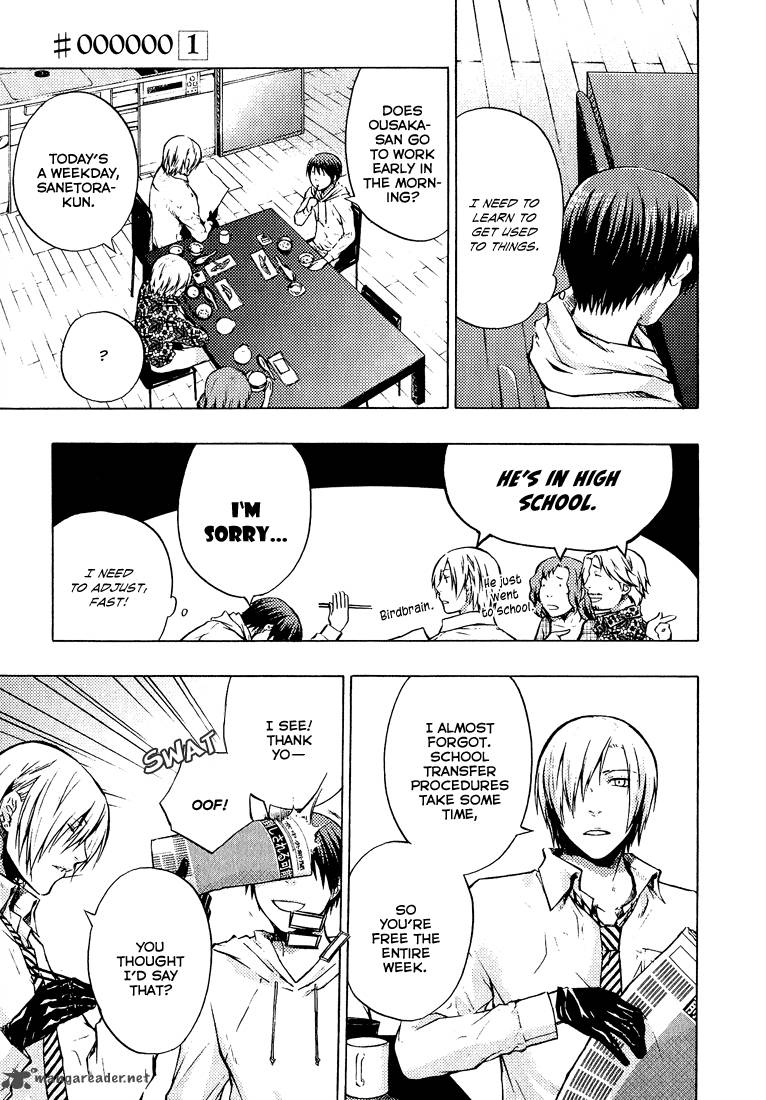 #000000 1
I NEED TO
LEARN TO
GET USED
TO THINGS.
DOES
OUSAKA-
SAN GO
TO WORK
EARLY IN
THE MORN-
ING?
TODAY'S
A WEEKDAY,
SANETORA-
KUN.
?
HE'S IN HIGH
SCHOOL.
He just
went
to school.
Birdbrain.
I'M
SORRY...
I NEED
TO ADJUST,
FAST!
I ALMOST
FORGOT.
SCHOOL
TRANSFER
PROCEDURES
TAKE SOME
TIME,
SO
YOU'RE
FREE THE
ENTIRE
WEEK.
I SEE!
THANK
YO—
OOF!
SWAT
YOU
THOUGHT
I'D SAY
THAT?
mangareader.net